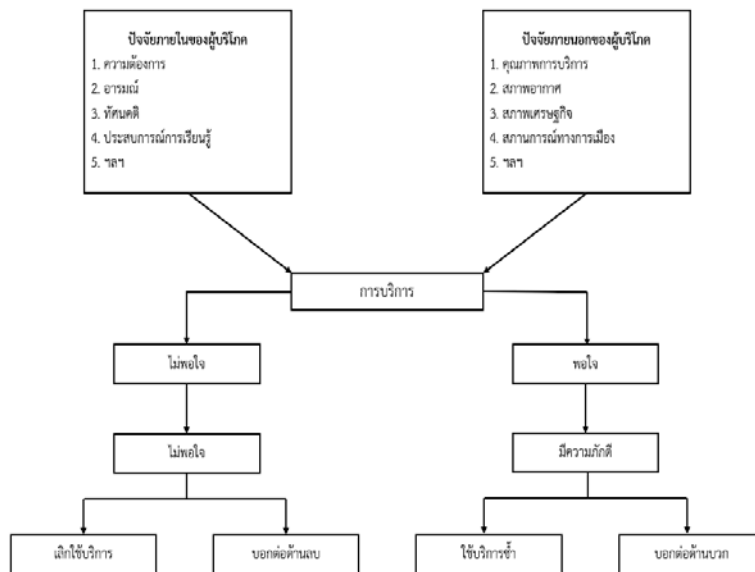 ปัจจัยภายในของผู้บริโภค
1. ความต้องการ
2. อารมณ์
3. ทัศนคติ
4. ประสบการณ์การเรียนรู้
5. ฯลฯ
ปัจจัยภายนอกของผู้บริโภค
1. คุณภาพการบริการ
2. สภาพอากาศ
3. สภาพเศรษฐกิจ
4. สถานการณ์ทางการเมือง
5. ฯลฯ
การบริการ
ไม่พอใจ
พอใจ
ไม่พอใจ
มีความภักดี
เลิกใช้บริการ
บอกต่อด้านลบ
ใช้บริการซ้ำ
บอกต่อด้านบวก